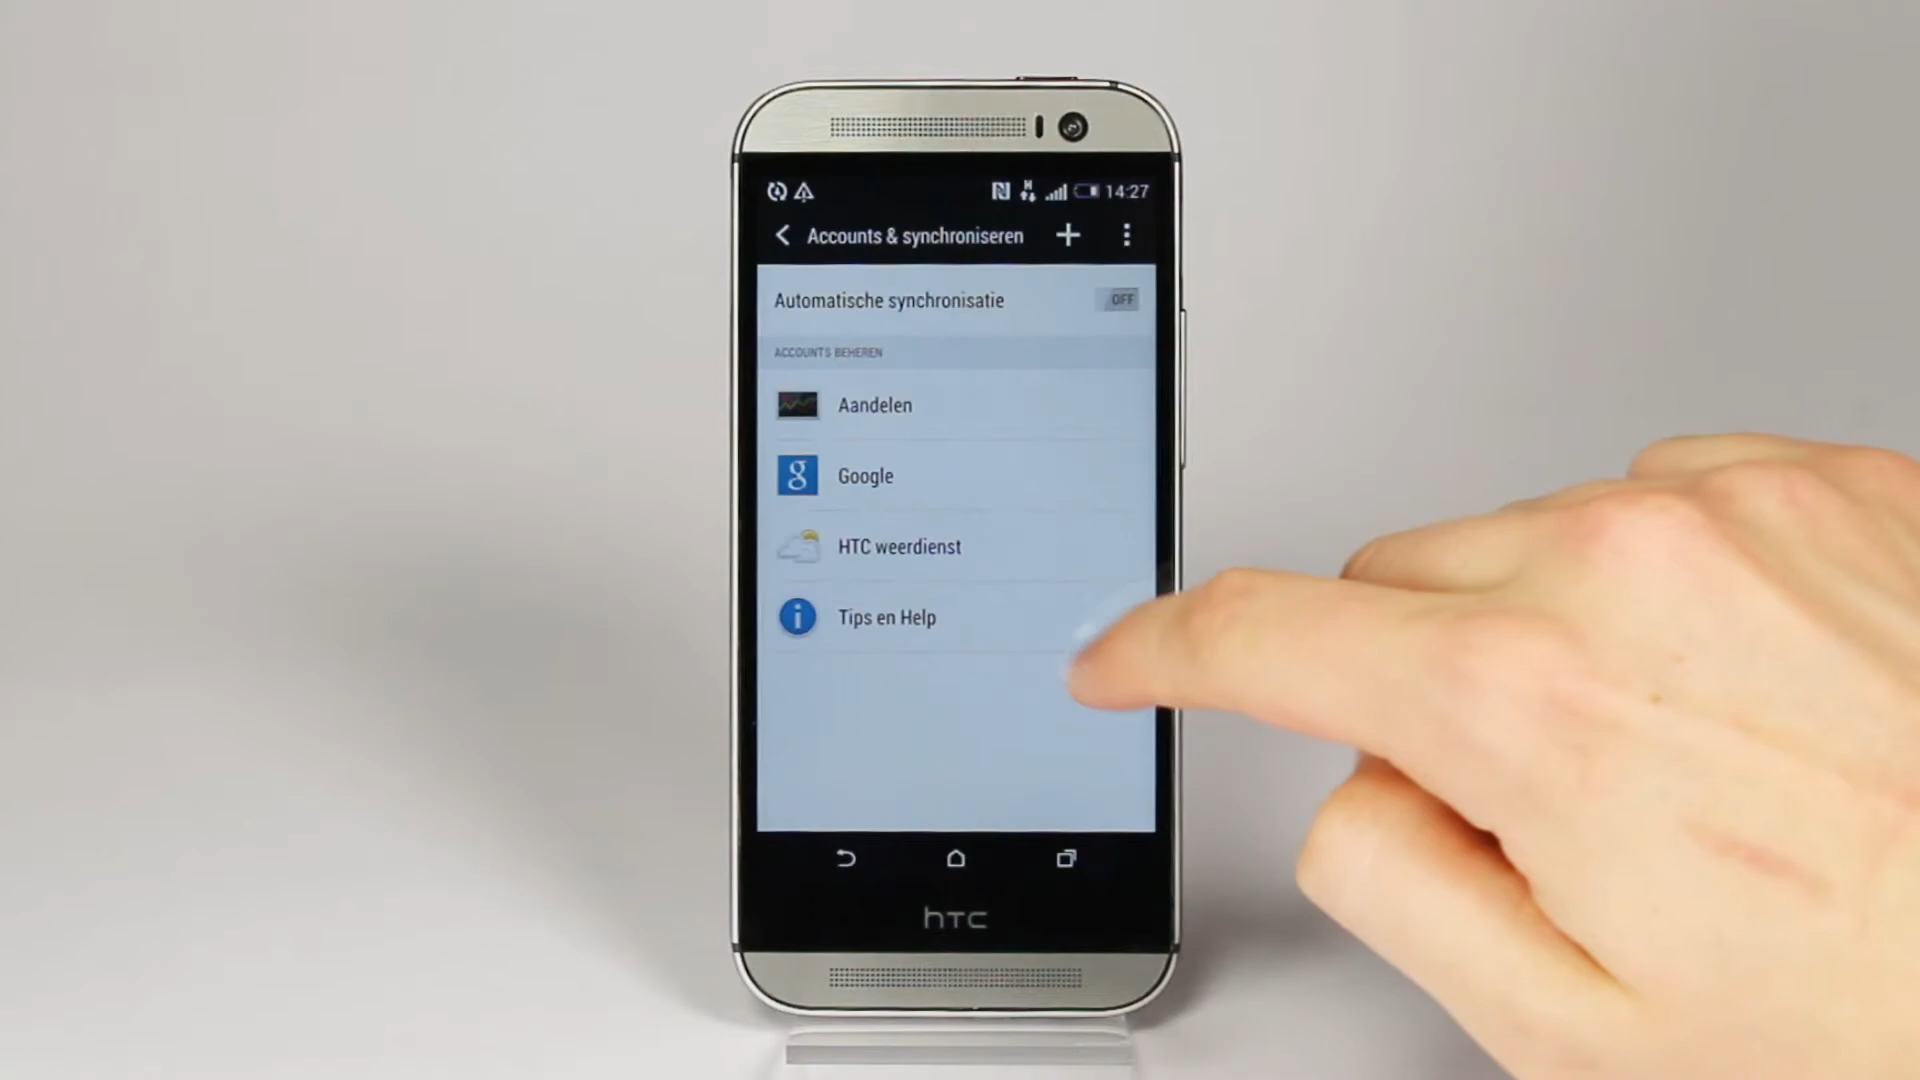 14:27
Accounts & synchroniseren
Automatische synchronisatie OFF
ACCOUNTS BEHEREN
Aandelen
g Google
HTC weerdienst
i Tips en Help
hTC